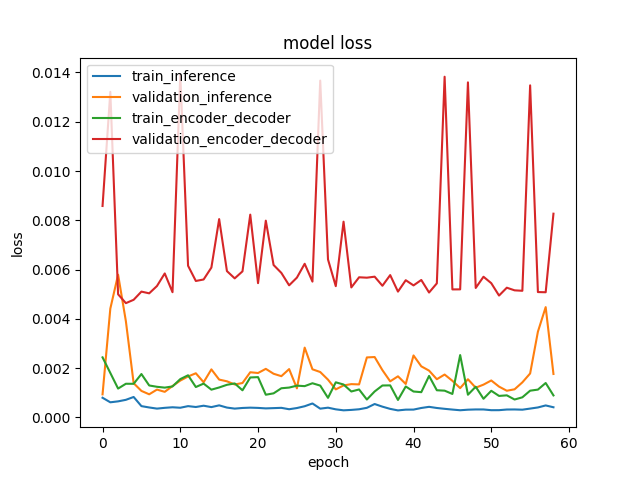 model loss
train_inference
validation_inference
train_encoder_decoder
validation_encoder_decoder
0.014
0.012
0.010
0.008
0.006
0.004
0.002
0.000
loss
0 10 20 30 40 50 60
epoch